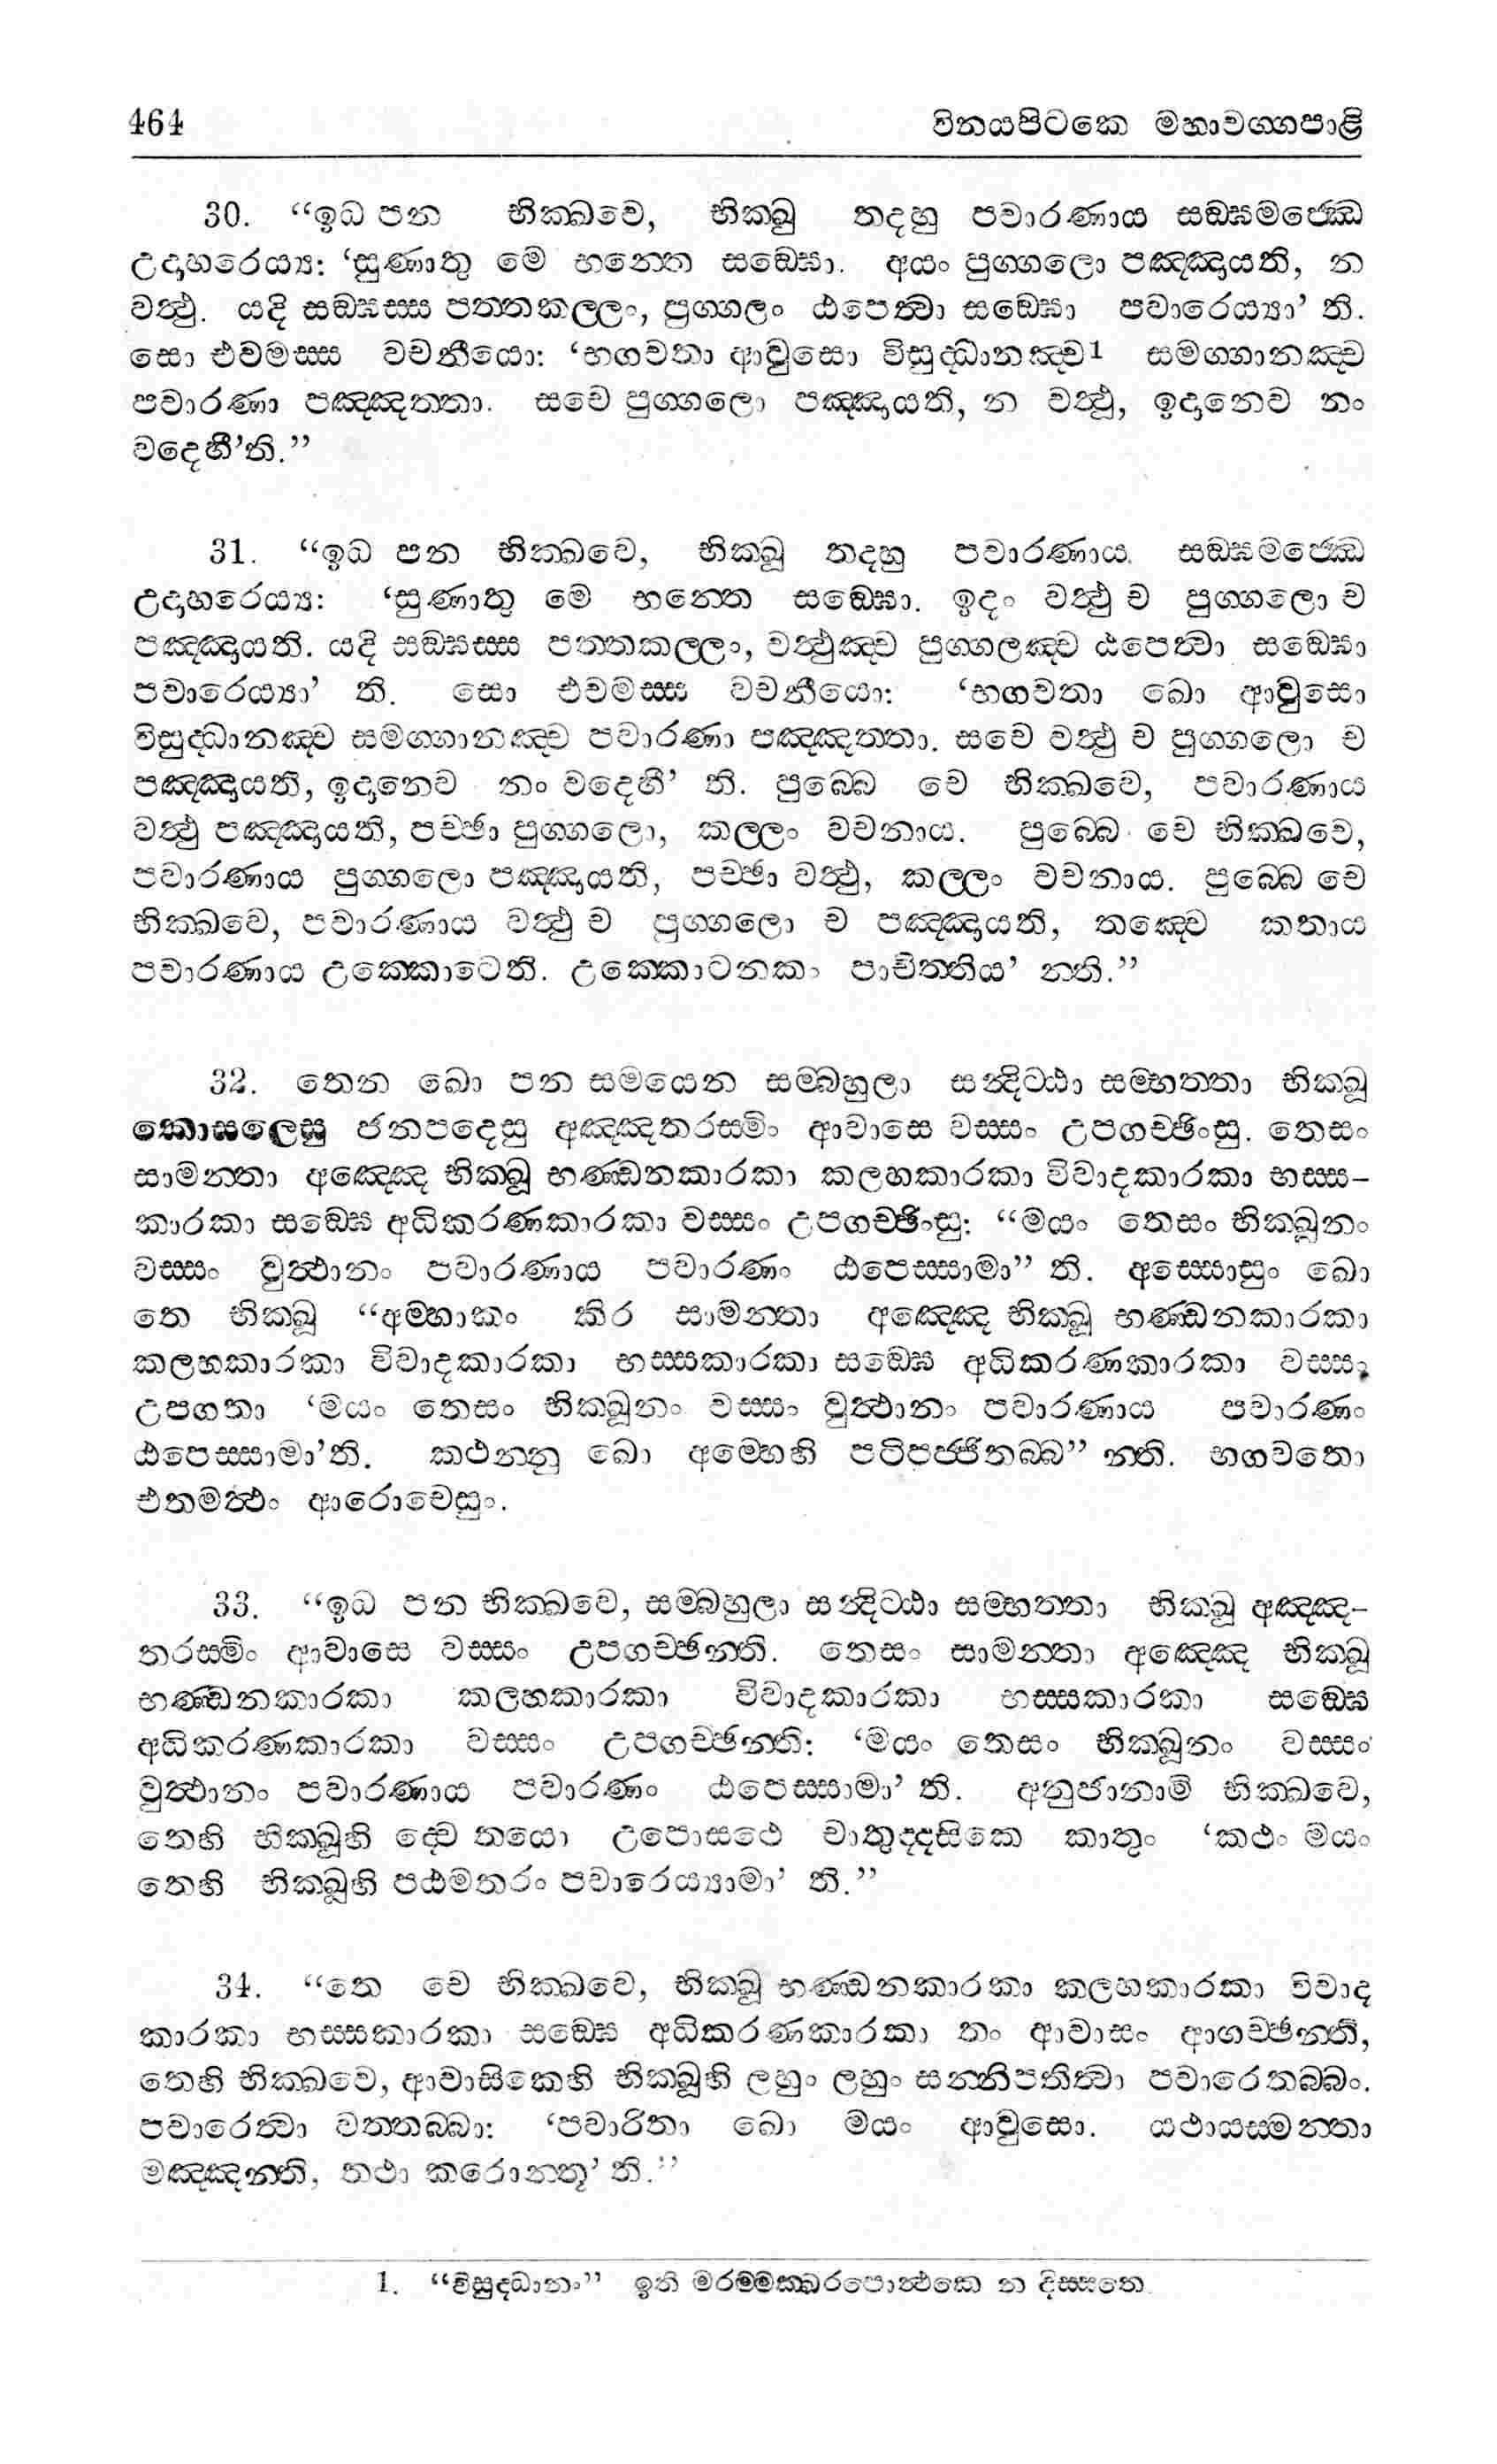 464 විනයපිටකෙ මහාවග්ගපාළි
30. “ඉධ පන භික්ඛවෙ, භික්ඛු තදහු පවාරණාය සඞ්ඝමජ්ඣෙ
උදාහරෙය්‍ය: ‘සුණාතු මෙ භන්තෙ සඞ්ඝො. අයං පුග්ගලො පඤ්ඤායති, න
වත්ථු. යදි සඞ්ඝස්ස පත්තකල්ලං, පුග්ගලං ඨපෙත්වා සඞ්ඝො පවාරෙය්‍යා’ ති.
සො එවමස්ස වචනීයො: ‘භගවතා ආවුසො විසුද්ධානඤ්ච1 සමග්ගානඤ්ච
පවාරණා පඤ්ඤත්තා. සචෙ පුග්ගලො පඤ්ඤායති, න වත්ථු, ඉදානෙව නං
වදෙහී’ති.”
31. “ඉධ පන භික්ඛවෙ, භික්ඛූ තදහු පවාරණාය සඞ්ඝමජ්ඣෙ
උදාහරෙය්‍ය: ‘සුණාතු මෙ භන්තෙ සඞ්ඝො. ඉදං වත්ථු ච පුග්ගලො ච
පඤ්ඤායති. යදි සඞ්ඝස්ස පත්තකල්ලං, වත්ථුඤ්ච පුග්ගලඤ්ච ඨපෙත්වා සඞ්ඝො
පවාරෙය්‍යා’ ති. සො එවමස්ස වචනීයො: ‘භගවතා ඛො ආවුසො
විසුද්ධානඤ්ච සමග්ගානඤ්ච පවාරණා පඤ්ඤත්තා. සචෙ වත්ථු ච පුග්ගලො ච
පඤ්ඤායති, ඉදානෙව නං වදෙහී’ ති. පුබ්බෙ චෙ භික්ඛවෙ, පවාරණාය
වත්ථු පඤ්ඤායති, පච්ඡා පුග්ගලො, කල්ලං වචනාය. පුබ්බෙ චෙ භික්ඛවෙ,
පවාරණාය පුග්ගලො පඤ්ඤායති, පච්ඡා වත්ථු, කල්ලං වචනාය. පුබ්බෙ චෙ
භික්ඛවෙ, පවාරණාය වත්ථු ච පුග්ගලො ච පඤ්ඤායති, තඤ්චෙ කතාය
පවාරණාය උක්කොටෙති. උක්කොටනකං පාචිත්තිය’ න්ති.”
32. තෙන ඛො පන සමයෙන සම්බහුලා සන්දිට්ඨා සම්භත්තා භික්ඛූ
කොසලෙසු ජනපදෙසු අඤ්ඤතරස්මිං ආවාසෙ වස්සං උපගච්ඡිංසු. තෙසං
සාමන්තා අඤ්ඤෙ භික්ඛූ භණ්ඩනකාරකා කලහකාරකා විවාදකාරකා භස්ස-
කාරකා සඞ්ඝෙ අධිකරණකාරකා වස්සං උපගච්ඡිංසු: “මයං තෙසං භික්ඛූනං
වස්සං වුත්ථානං පවාරණාය පවාරණං ඨපෙස්සාමා” ති. අස්සොසුං ඛො
තෙ භික්ඛූ “අම්හාකං කිර සාමන්තා අඤ්ඤෙ භික්ඛූ භණ්ඩනකාරකා
කලහකාරකා විවාදකාරකා භස්සකාරකා සඞ්ඝෙ අධිකරණකාරකා වස්සං
උපගතා ‘මයං තෙසං භික්ඛූනං වස්සං වුත්ථානං පවාරණාය පවාරණං
ඨපෙස්සාමා’ති. කථන්නු ඛො අම්හෙහි පටිපජ්ජිතබ්බ” න්ති. භගවතො
එතමත්ථං ආරොචෙසුං.
33. “ඉධ පන භික්ඛවෙ, සම්බහුලා සන්දිට්ඨා සම්භත්තා භික්ඛූ අඤ්ඤ-
තරස්මිං ආවාසෙ වස්සං උපගච්ඡන්ති. තෙසං සාමන්තා අඤ්ඤෙ භික්ඛූ
භණ්ඩනකාරකා කලහකාරකා විවාදකාරකා භස්සකාරකා සඞ්ඝෙ
අධිකරණකාරකා වස්සං උපගච්ඡන්ති: ‘මයං තෙසං භික්ඛූනං වස්සං
වුත්ථානං පවාරණාය පවාරණං ඨපෙස්සාමා’ ති. අනුජානාමි භික්ඛවෙ,
තෙහි භික්ඛූහි ද්වෙ තයො උපොසථෙ චාතුද්දසිකෙ කාතුං ‘කථං මයං
තෙහි භික්ඛූහි පඨමතරං පවාරෙය්‍යාමා’ ති.”
34. “තෙ චෙ භික්ඛවෙ, භික්ඛූ භණ්ඩනකාරකා කලහකාරකා විවාද
කාරකා භස්සකාරකා සඞ්ඝෙ අධිකරණකාරකා තං ආවාසං ආගච්ඡන්ති,
තෙහි භික්ඛවෙ, ආවාසිකෙහි භික්ඛූහි ලහුං ලහුං සන්නිපතිත්වා පවාරෙතබ්බං.
පවාරෙත්වා වත්තබ්බා: ‘පවාරිතා ඛො මයං ආවුසො. යථායස්මන්තා
මඤ්ඤන්ති, තථා කරොන්තූ’ ති.”
1. “විසුද්ධානං” ඉති මරම්මක්ඛරපොත්ථකෙ න දිස්සතෙ